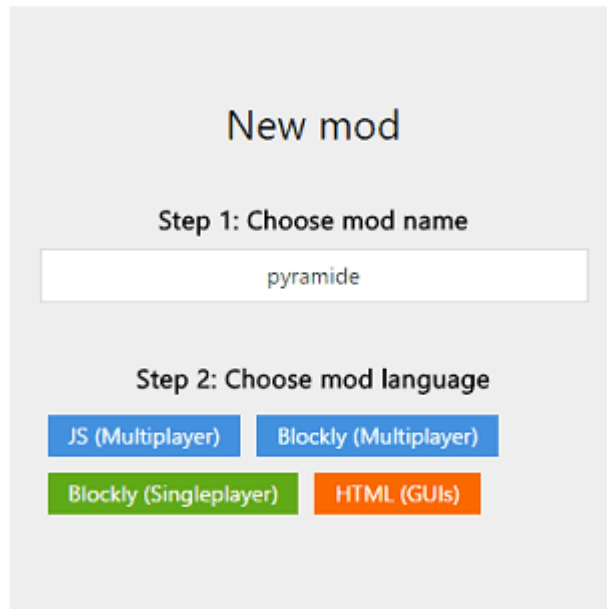 New mod
Step 1: Choose mod name
pyramide
Step 2: Choose mod language
JS (Multiplayer) Blockly (Multiplayer)
Blockly (Singleplayer) HTML (GUIs)